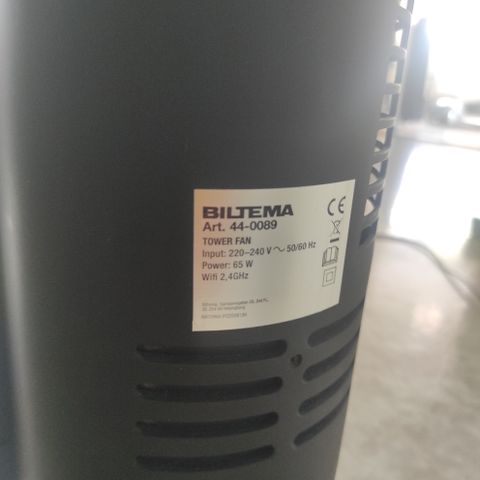 BILTEMA
Art. 44-0089
TOWER FAN
Input: 220–240 V ~ 50/60 Hz
Power: 65 W
Wifi 2,4GHz
CE